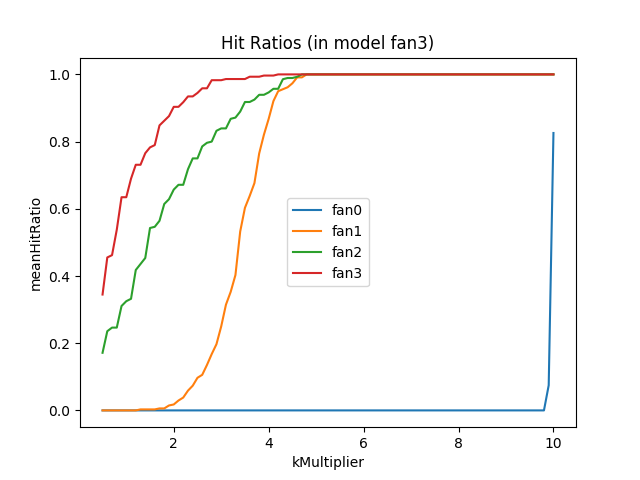 Hit Ratios (in model fan3)
meanHitRatio
1.0
0.8
0.6
0.4
0.2
0.0
fan0
fan1
fan2
fan3
2 4 6 8 10
kMultiplier